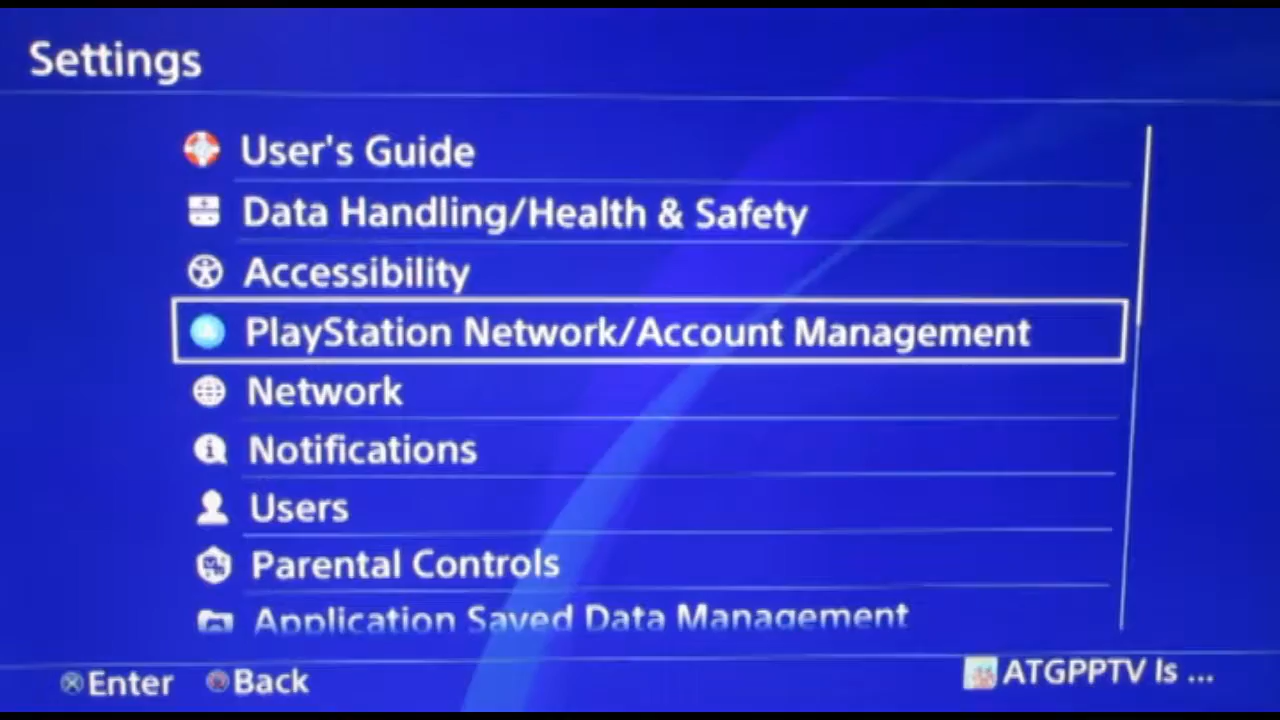 Settings
User's Guide
Data Handling/Health & Safety
Accessibility
PlayStation Network/Account Management
Network
Notifications
Users
Parental Controls
Application Saved Data Management
Enter Back ATGPPTV Is ...